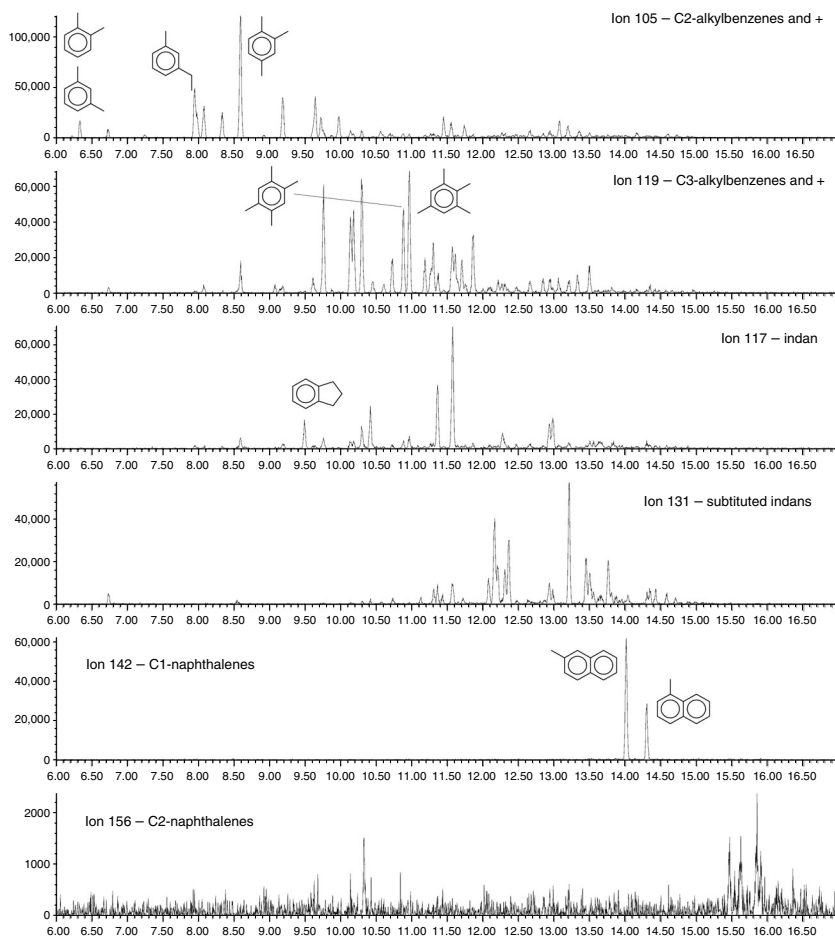 Ion 105 – C2-alkylbenzenes and +
100,000
50,000
0
6.00 6.50 7.00 7.50 8.00 8.50 9.00 9.50 10.00 10.50 11.00 11.50 12.00 12.50 13.00 13.50 14.00 14.50 15.00 15.50 16.00 16.50
Ion 119 – C3-alkylbenzenes and +
60,000
40,000
20,000
0
6.00 6.50 7.00 7.50 8.00 8.50 9.00 9.50 10.00 10.50 11.00 11.50 12.00 12.50 13.00 13.50 14.00 14.50 15.00 15.50 16.00 16.50
Ion 117 – indan
60,000
40,000
20,000
0
6.00 6.50 7.00 7.50 8.00 8.50 9.00 9.50 10.00 10.50 11.00 11.50 12.00 12.50 13.00 13.50 14.00 14.50 15.00 15.50 16.00 16.50
Ion 131 – subtituted indans
40,000
20,000
0
6.00 6.50 7.00 7.50 8.00 8.50 9.00 9.50 10.00 10.50 11.00 11.50 12.00 12.50 13.00 13.50 14.00 14.50 15.00 15.50 16.00 16.50
60,000
Ion 142 – C1-naphthalenes
40,000
20,000
0
6.00 6.50 7.00 7.50 8.00 8.50 9.00 9.50 10.00 10.50 11.00 11.50 12.00 12.50 13.00 13.50 14.00 14.50 15.00 15.50 16.00 16.50
2000
Ion 156 – C2-naphthalenes
1000
0
6.00 6.50 7.00 7.50 8.00 8.50 9.00 9.50 10.00 10.50 11.00 11.50 12.00 12.50 13.00 13.50 14.00 14.50 15.00 15.50 16.00 16.50